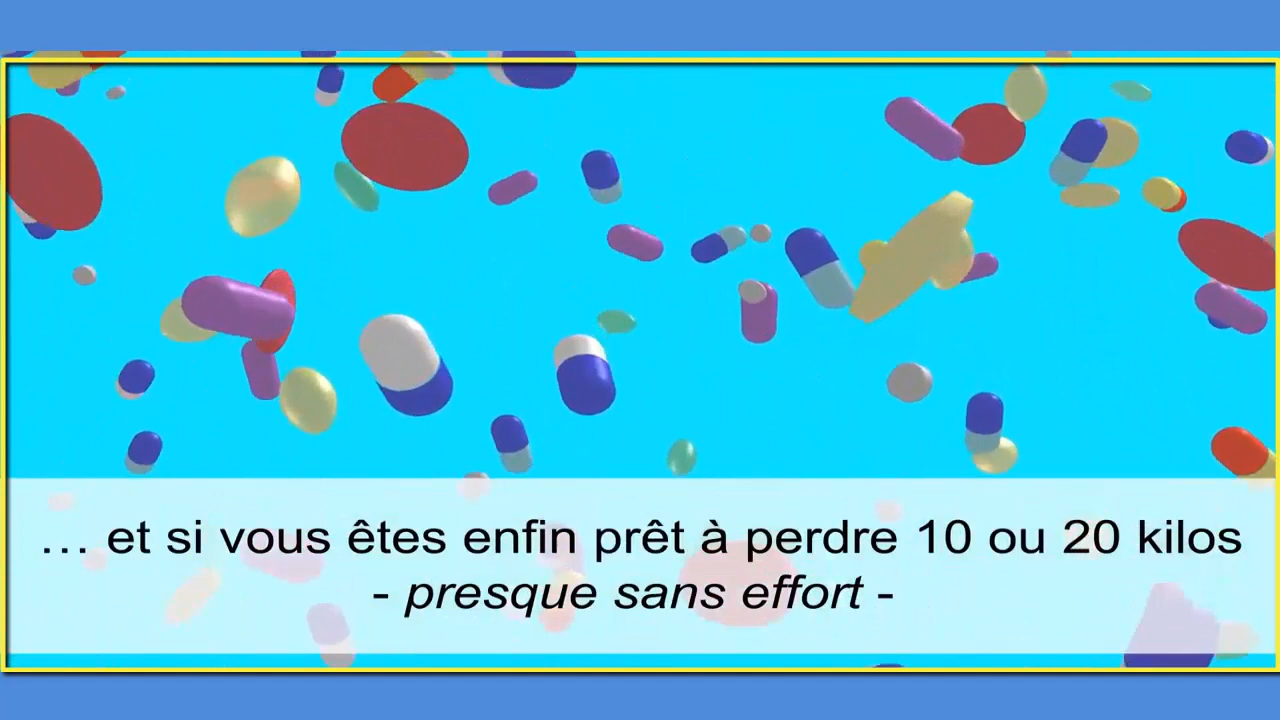 … et si vous êtes enfin prêt à perdre 10 ou 20 kilos
- presque sans effort -